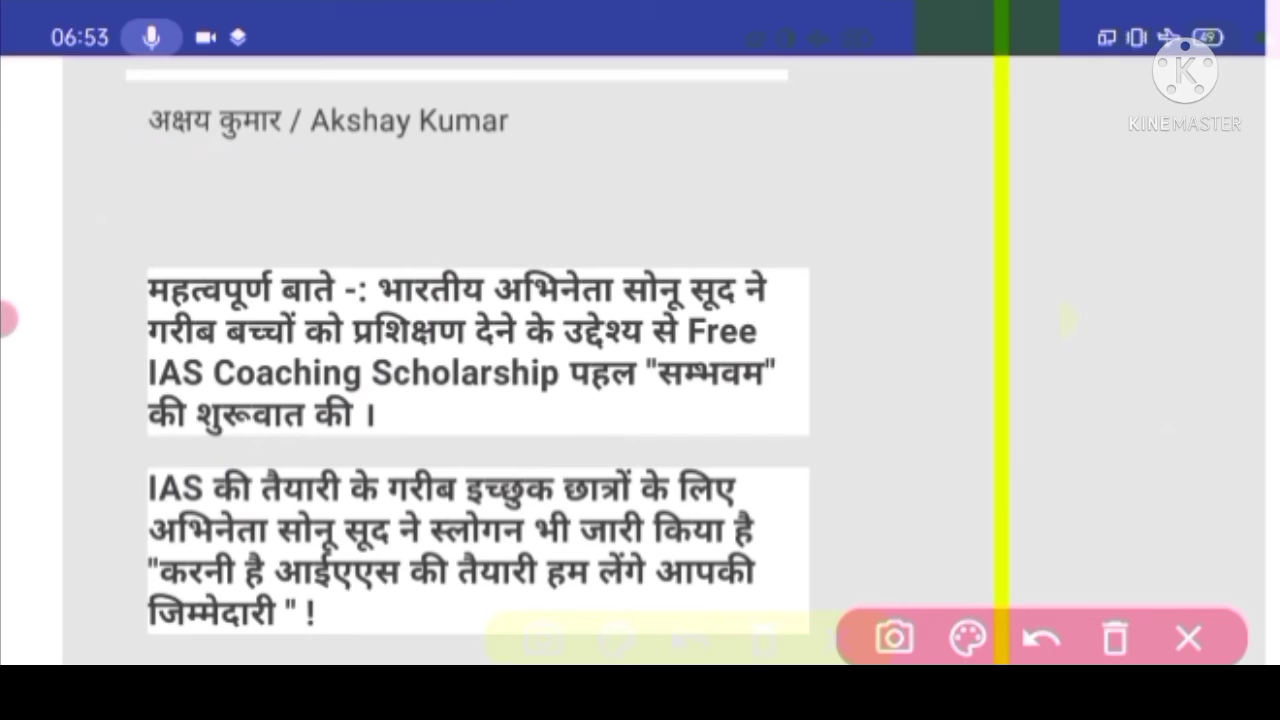 06:53
49
KINEMASTER
अक्षय कुमार / Akshay Kumar
महत्वपूर्ण बाते -: भारतीय अभिनेता सोनू सूद ने
गरीब बच्चों को प्रशिक्षण देने के उद्देश्य से Free
IAS Coaching Scholarship पहल "सम्भवम"
की शुरूवात की ।
IAS की तैयारी के गरीब इच्छुक छात्रों के लिए
अभिनेता सोनू सूद ने स्लोगन भी जारी किया है
"करनी है आईएएस की तैयारी हम लेंगे आपकी
जिम्मेदारी " !